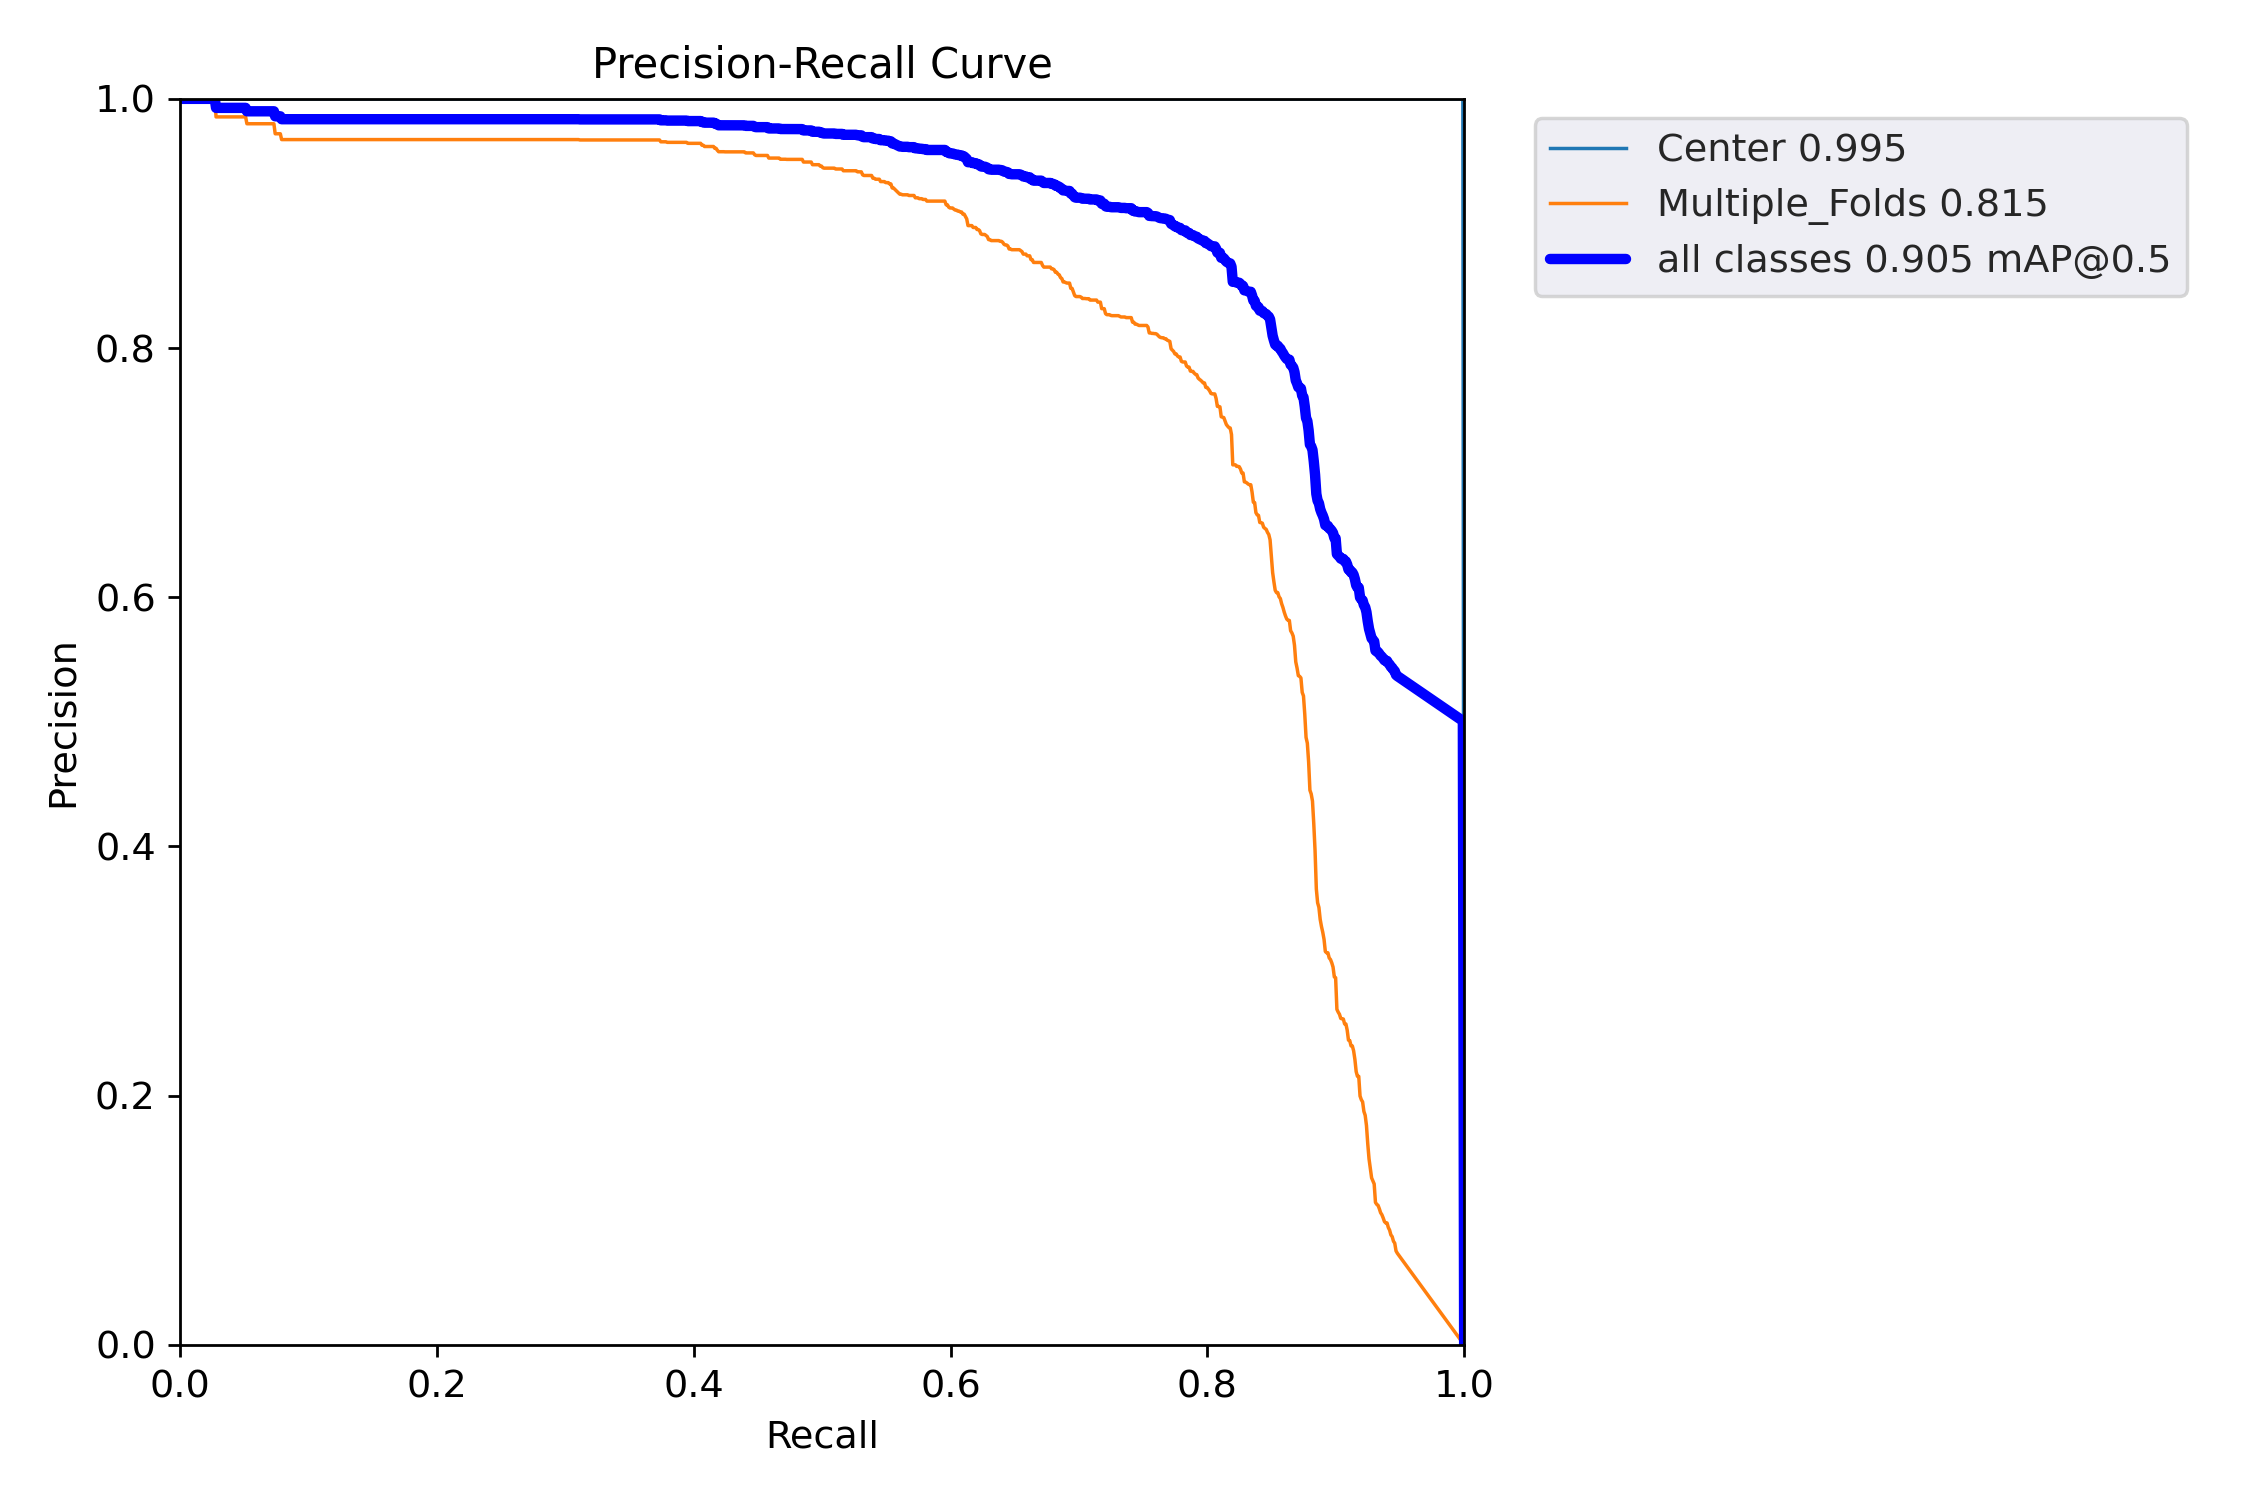 Precision-Recall Curve
1.0
0.8
0.6
0.4
0.2
0.0
Precision
0.0 0.2 0.4 0.6 0.8 1.0
Recall
Center 0.995
Multiple_Folds 0.815
all classes 0.905 mAP@0.5